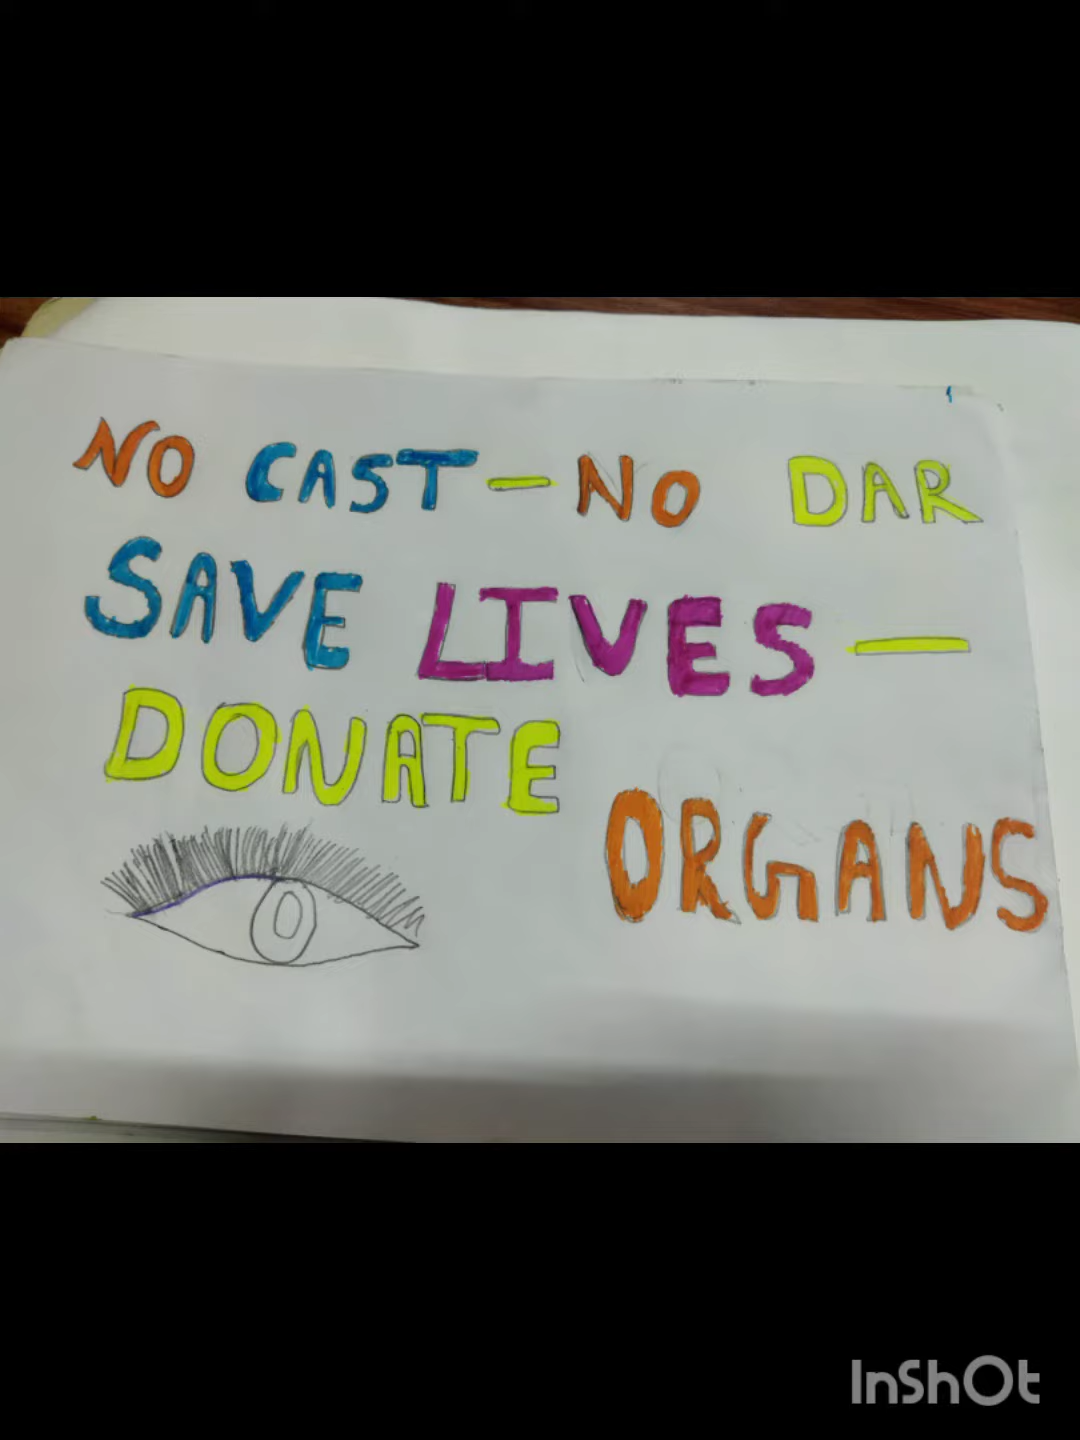 NO CAST - NO DAR
SAVE LIVES -
DONATE
ORGANS
InShOt